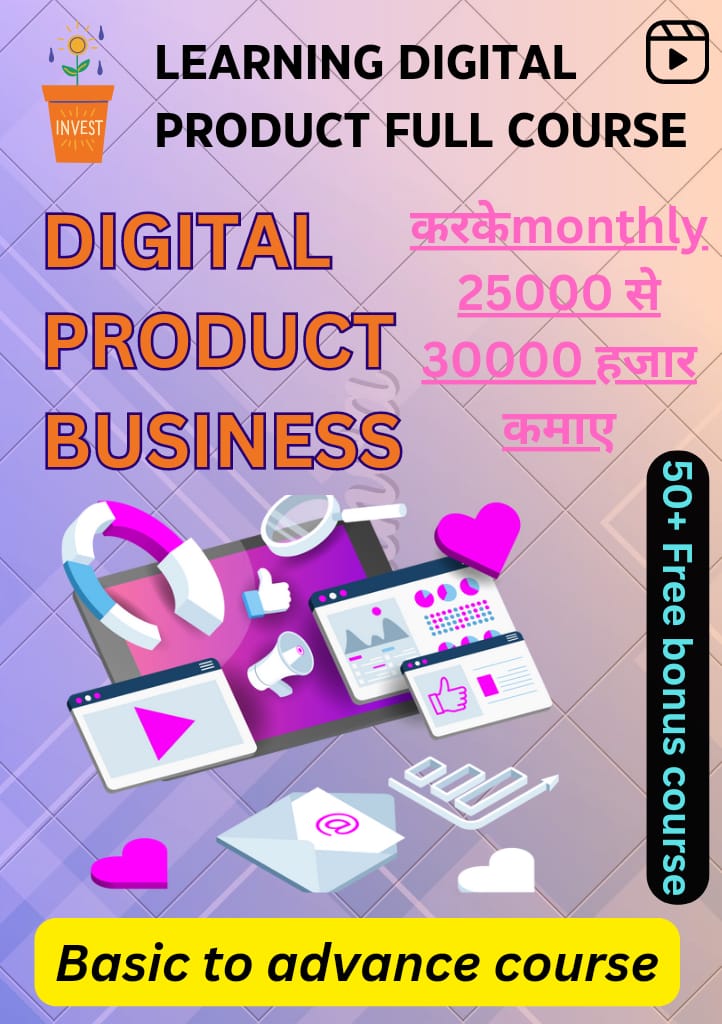 LEARNING DIGITAL
PRODUCT FULL COURSE
INVEST
DIGITAL
PRODUCT
BUSINESS
करकेmonthly
25000 से
30000 हजार
कमाए
50+ Free bonus course
@
Basic to advance course